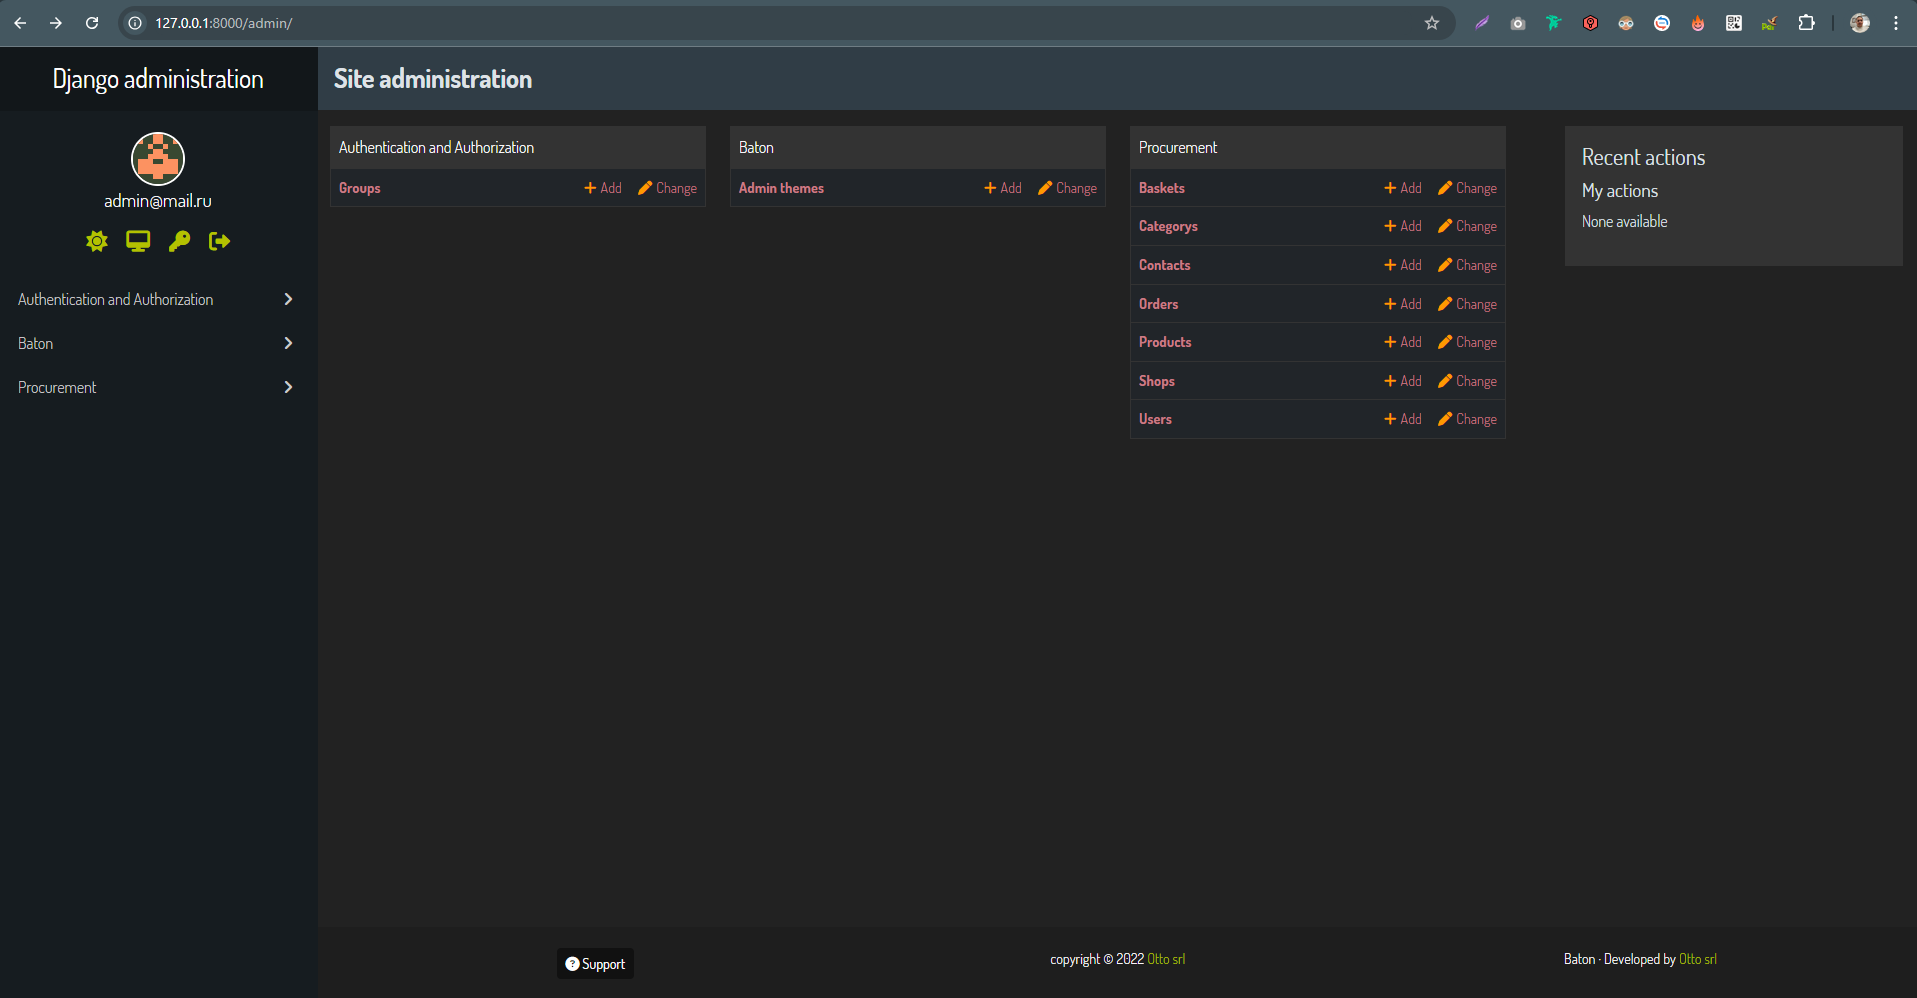 127.0.0.1:8000/admin/
Django administration
admin@mail.ru
Authentication and Authorization
Baton
Procurement
Site administration
Authentication and Authorization
Groups Add Change
Baton
Admin themes Add Change
Procurement
Baskets Add Change
Categorys Add Change
Contacts Add Change
Orders Add Change
Products Add Change
Shops Add Change
Users Add Change
Recent actions
My actions
None available
Support
copyright © 2022 Otto srl
Baton · Developed by Otto srl